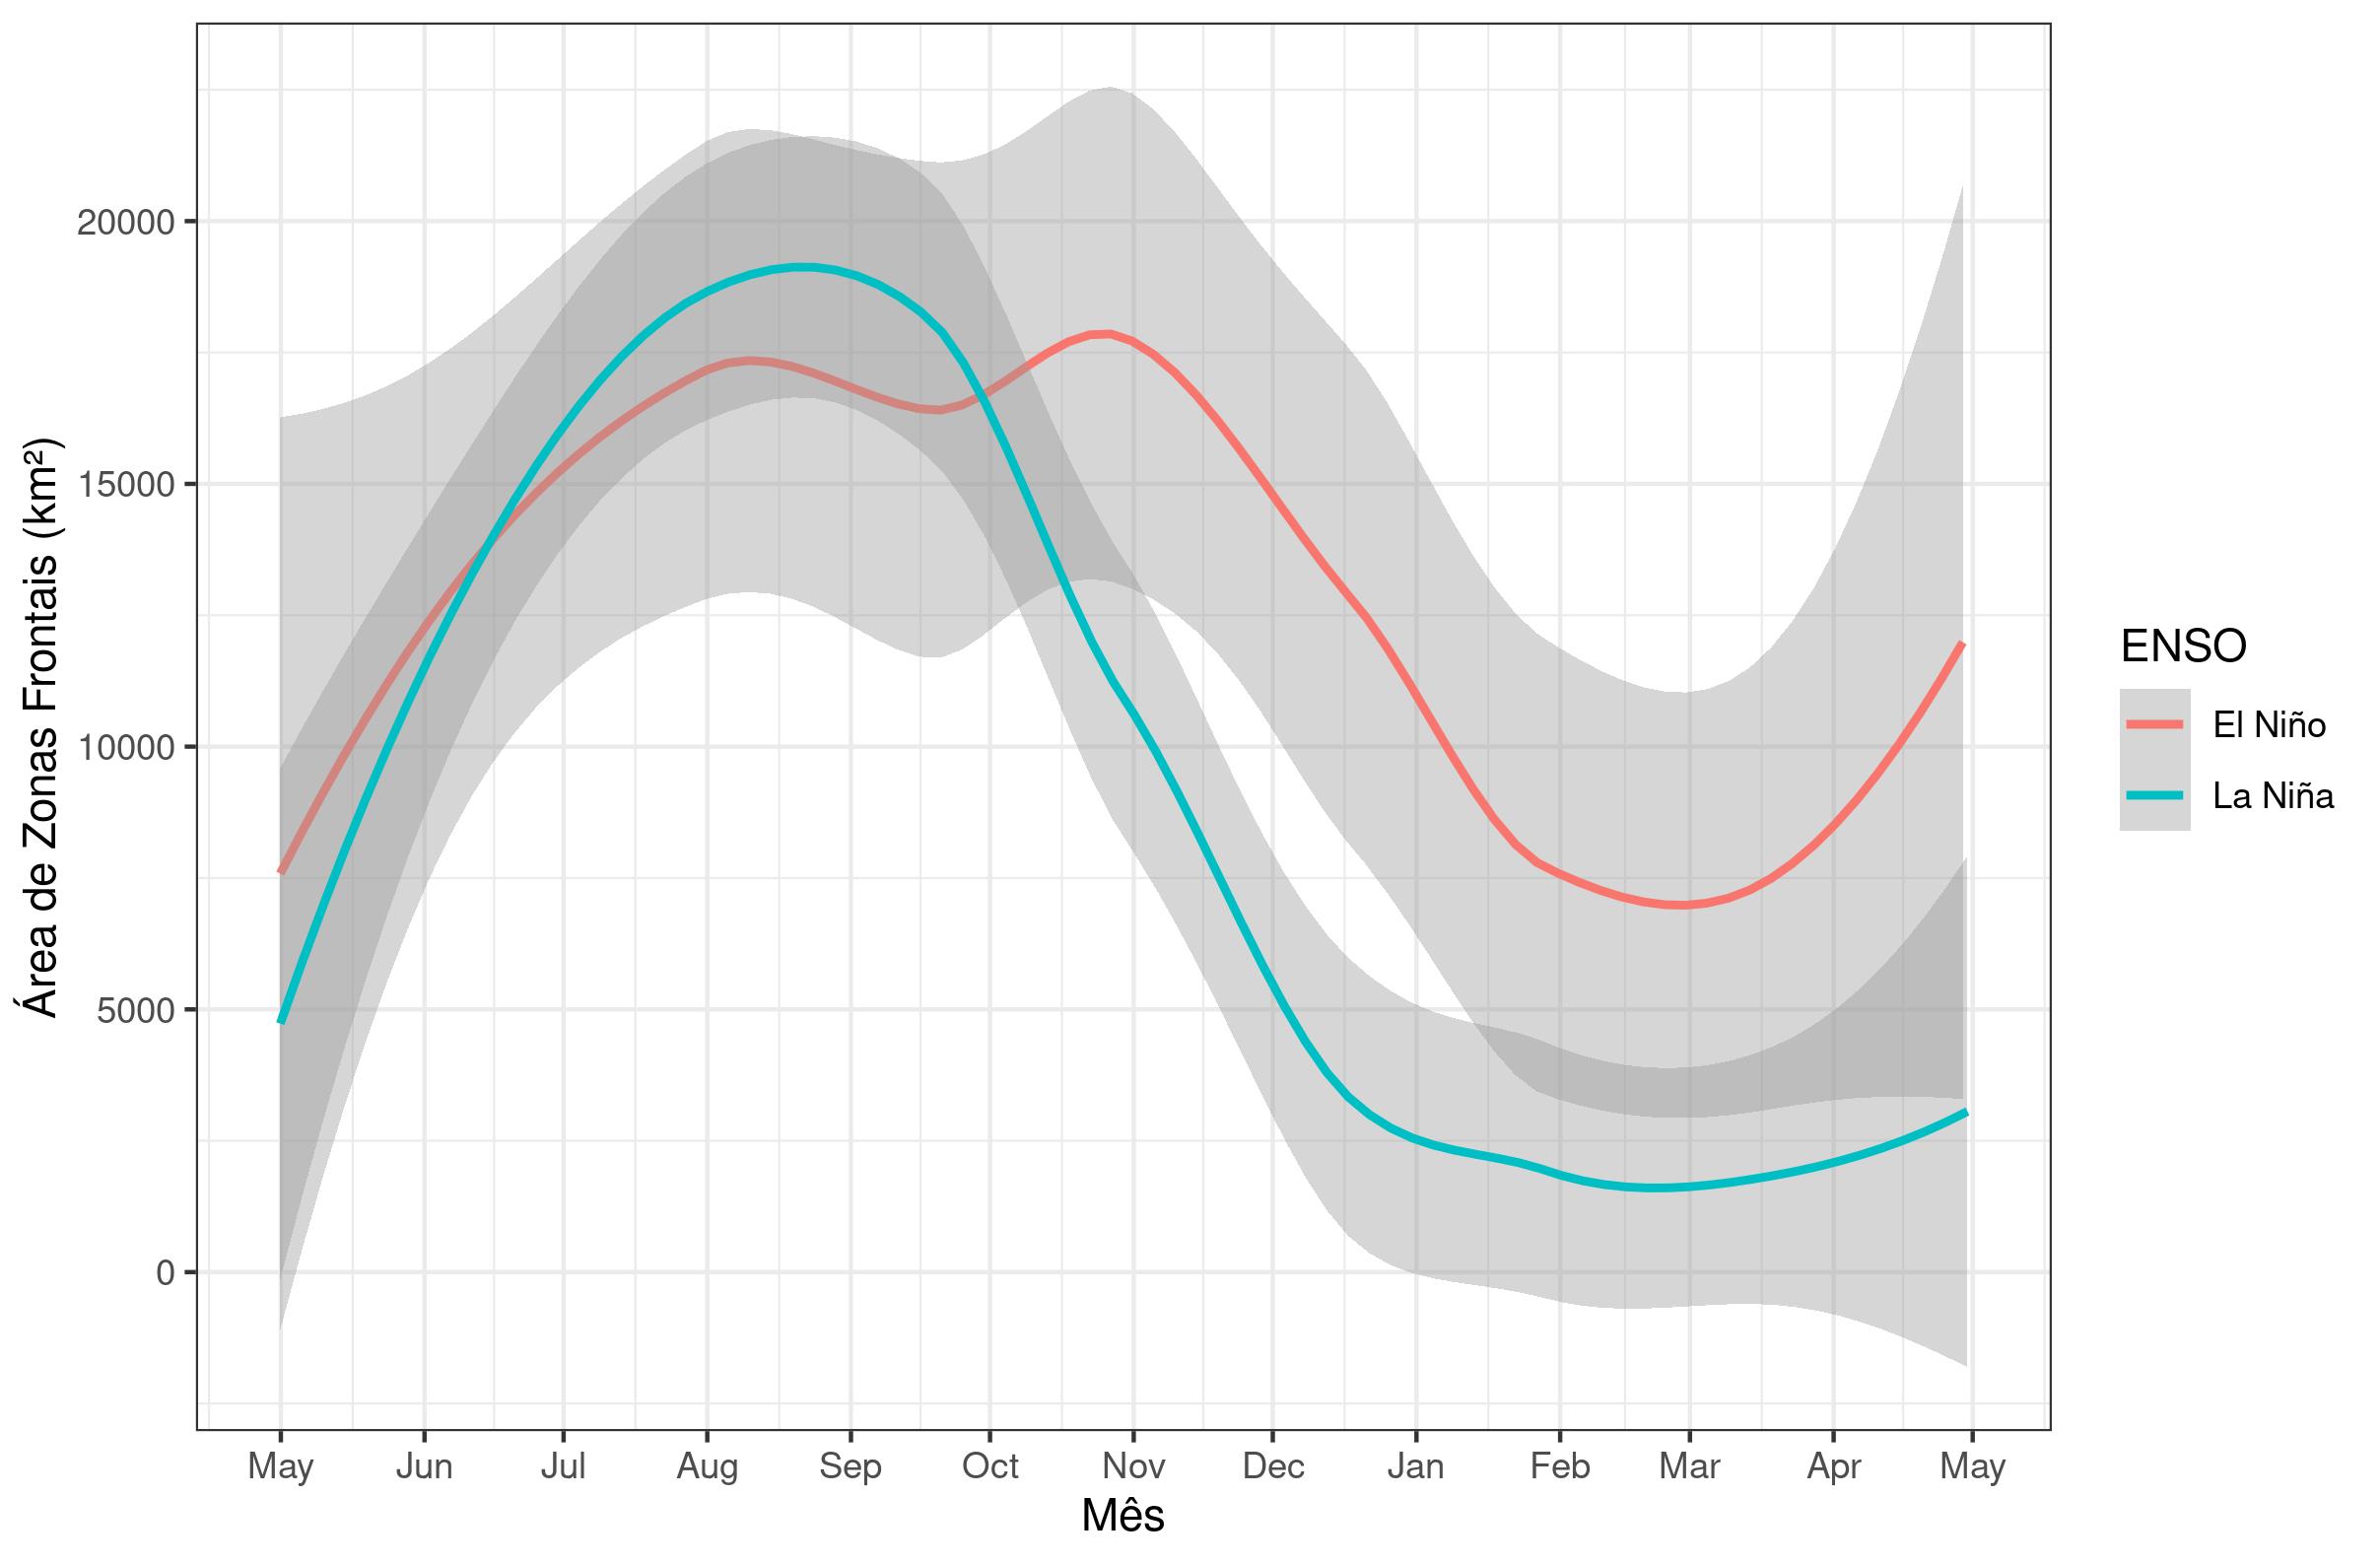 Área de Zonas Frontais (km²)
20000
15000
10000
5000
0
May Jun Jul Aug Sep Oct Nov Dec Jan Feb Mar Apr May
Mês
ENSO
El Niño
La Niña